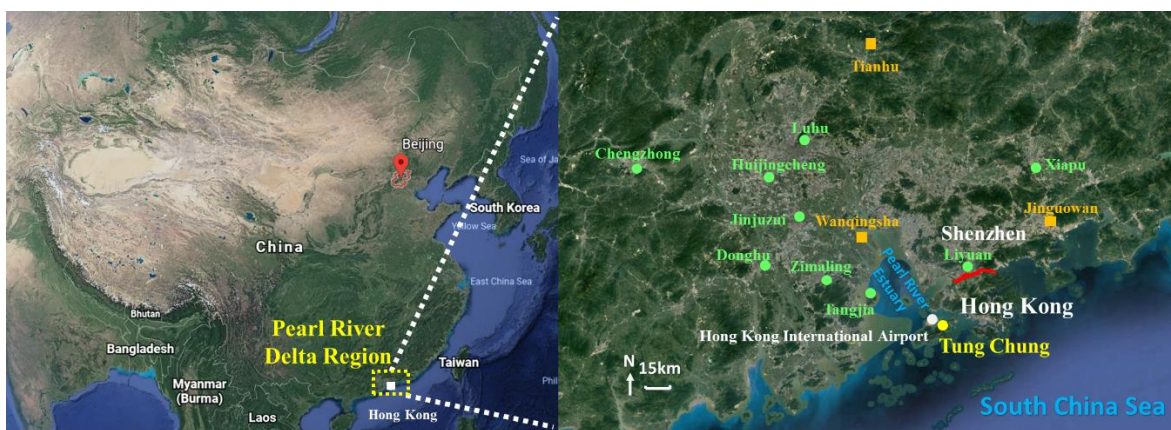 Beijing
Sea of Ja
South Korea
Yellow Sea
China
East China Sea
Bhutan
Pearl River
Delta Region
Bangladesh
Taiwan
Myanmar
(Burma)
Phil
Hong Kong
Laos
Tianhu
Luhu
Chengzhong
Huijingcheng
Xiapu
Jinjuzui
Wanqingsha
Jinguowan
Shenzhen
Donghu
Liyuan
Zimaling
Pearl River
Estuary
Tangjia
Hong Kong
Hong Kong International Airport
Tung Chung
N
15km
South China Sea